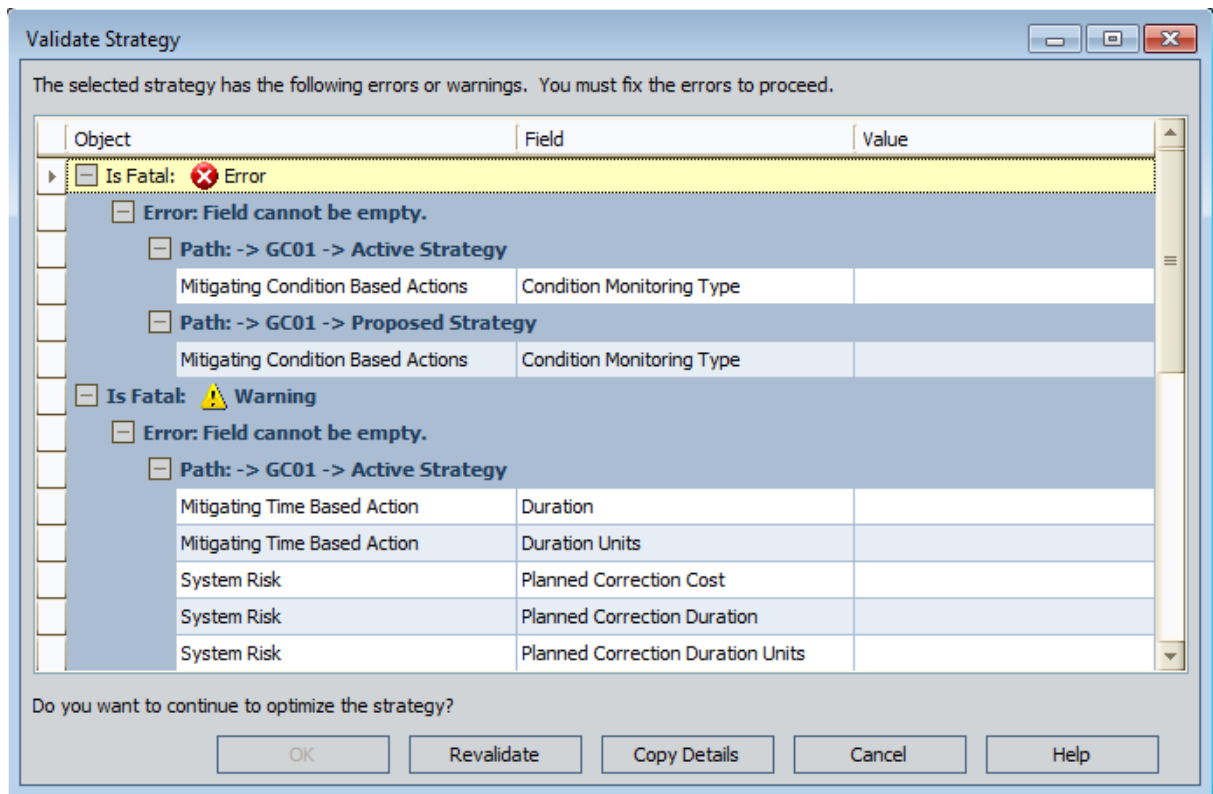 Validate Strategy
The selected strategy has the following errors or warnings. You must fix the errors to proceed.
Object Field Value
Is Fatal: Error
Error: Field cannot be empty.
Path: -> GC01 -> Active Strategy
Mitigating Condition Based Actions Condition Monitoring Type
Path: -> GC01 -> Proposed Strategy
Mitigating Condition Based Actions Condition Monitoring Type
Is Fatal: Warning
Error: Field cannot be empty.
Path: -> GC01 -> Active Strategy
Mitigating Time Based Action Duration
Mitigating Time Based Action Duration Units
System Risk Planned Correction Cost
System Risk Planned Correction Duration
System Risk Planned Correction Duration Units
Do you want to continue to optimize the strategy?
OK Revalidate Copy Details Cancel Help